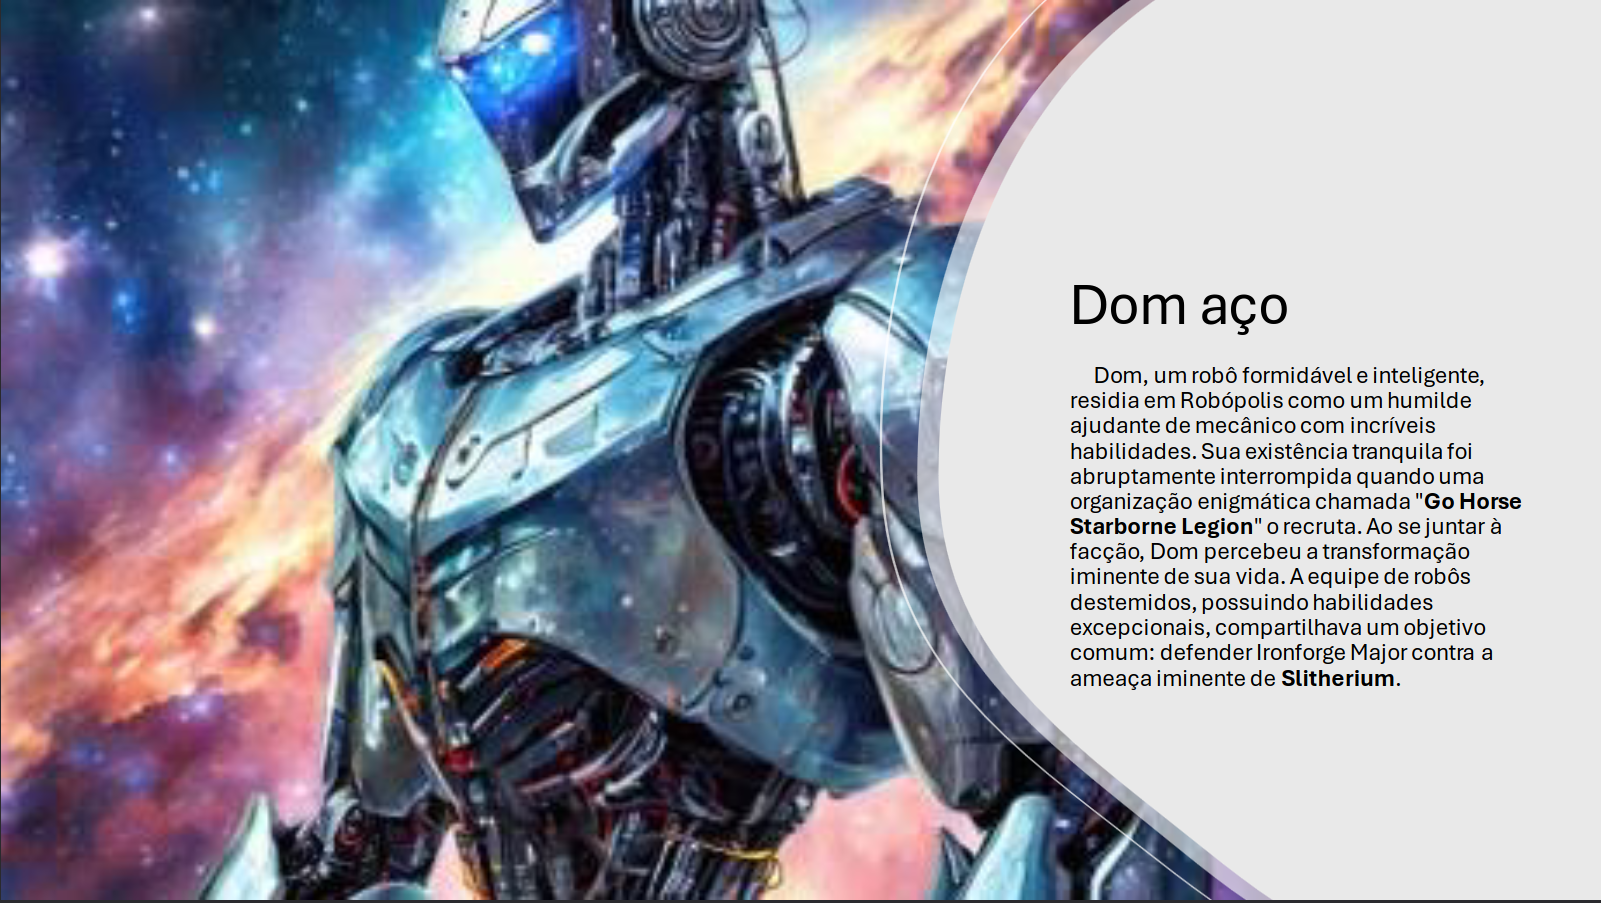 Dom aço
Dom, um robô formidável e inteligente,
residia em Robópolis como um humilde
ajudante de mecânico com incríveis
habilidades. Sua existência tranquila foi
abruptamente interrompida quando uma
organização enigmática chamada "Go Horse
Starborne Legion" o recruta. Ao se juntar à
facção, Dom percebeu a transformação
iminente de sua vida. A equipe de robôs
destemidos, possuindo habilidades
excepcionais, compartilhava um objetivo
comum: defender Ironforge Major contra a
ameaça iminente de Slitherium.